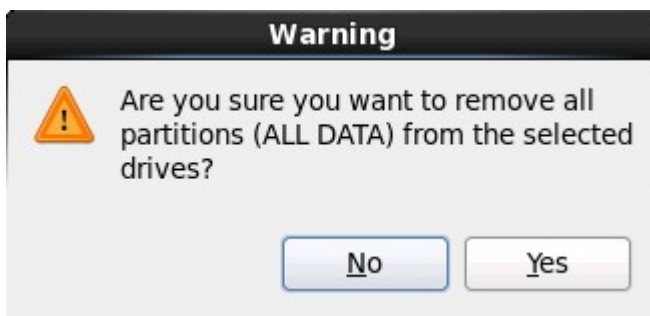 Warning
Are you sure you want to remove all
partitions (ALL DATA) from the selected
drives?
No Yes